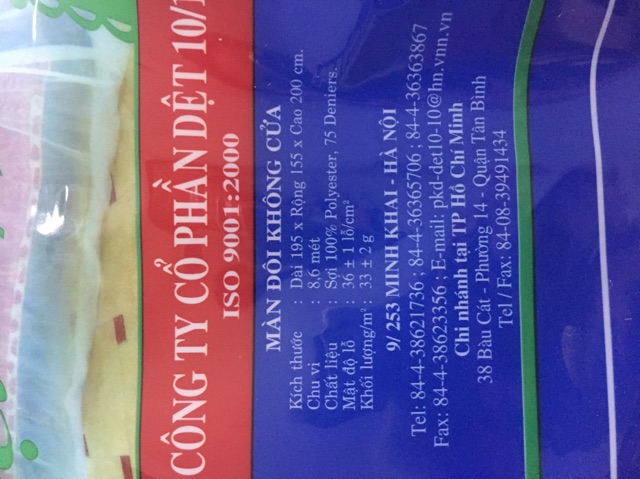 CÔNG TY CỔ PHẦN DỆT 10/1
ISO 9001:2000
MÀN ĐÔI KHÔNG CỬA
Kích thước : Dài 195 x Rộng 155 x Cao 200 cm.
Chu vi : 8,6 mét
Chất liệu : Sợi 100% Polyester, 75 Deniers.
Mật độ lỗ : 36 ± 1 lỗ/cm²
Khối lượng/m² : 33 ± 2 g
9/ 253 MINH KHAI - HÀ NỘI
Tel: 84-4-38621736 ; 84-4-36365706 ; 84-4-36363867
Fax: 84-4-38623356 ; E-mail: pkd-det10-10@hn.vnn.vn
Chi nhánh tại TP Hồ Chí Minh
38 Bàu Cát - Phường 14 - Quận Tân Bình
Tel / Fax: 84-08-39491434